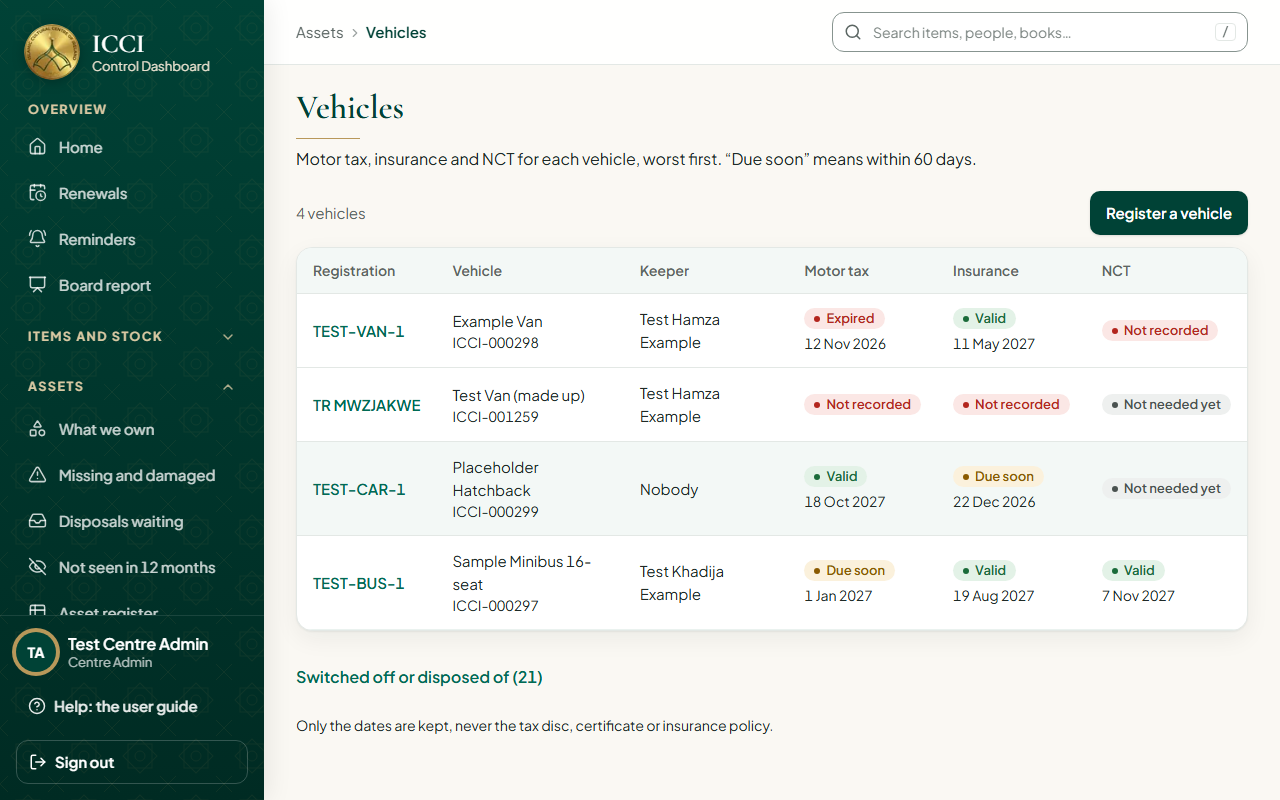 ISLAMIC CULTURAL CENTRE OF IRELAND
ICCI
Control Dashboard
OVERVIEW
Home
Renewals
Reminders
Board report
ITEMS AND STOCK
ASSETS
What we own
Missing and damaged
Disposals waiting
Not seen in 12 months
Asset register
TA
Test Centre Admin
Centre Admin
Help: the user guide
Sign out
Assets
Vehicles
Search items, people, books…
/
Vehicles
Motor tax, insurance and NCT for each vehicle, worst first. “Due soon” means within 60 days.
4 vehicles
Register a vehicle
Registration Vehicle Keeper Motor tax Insurance NCT
TEST-VAN-1
Example Van
ICCI-000298
Test Hamza
Example
Expired
12 Nov 2026
Valid
11 May 2027
Not recorded
TR MWZJAKWE
Test Van (made up)
ICCI-001259
Test Hamza
Example
Not recorded
Not recorded
Not needed yet
TEST-CAR-1
Placeholder
Hatchback
ICCI-000299
Nobody
Valid
18 Oct 2027
Due soon
22 Dec 2026
Not needed yet
TEST-BUS-1
Sample Minibus 16-
seat
ICCI-000297
Test Khadija
Example
Due soon
1 Jan 2027
Valid
19 Aug 2027
Valid
7 Nov 2027
Switched off or disposed of (21)
Only the dates are kept, never the tax disc, certificate or insurance policy.